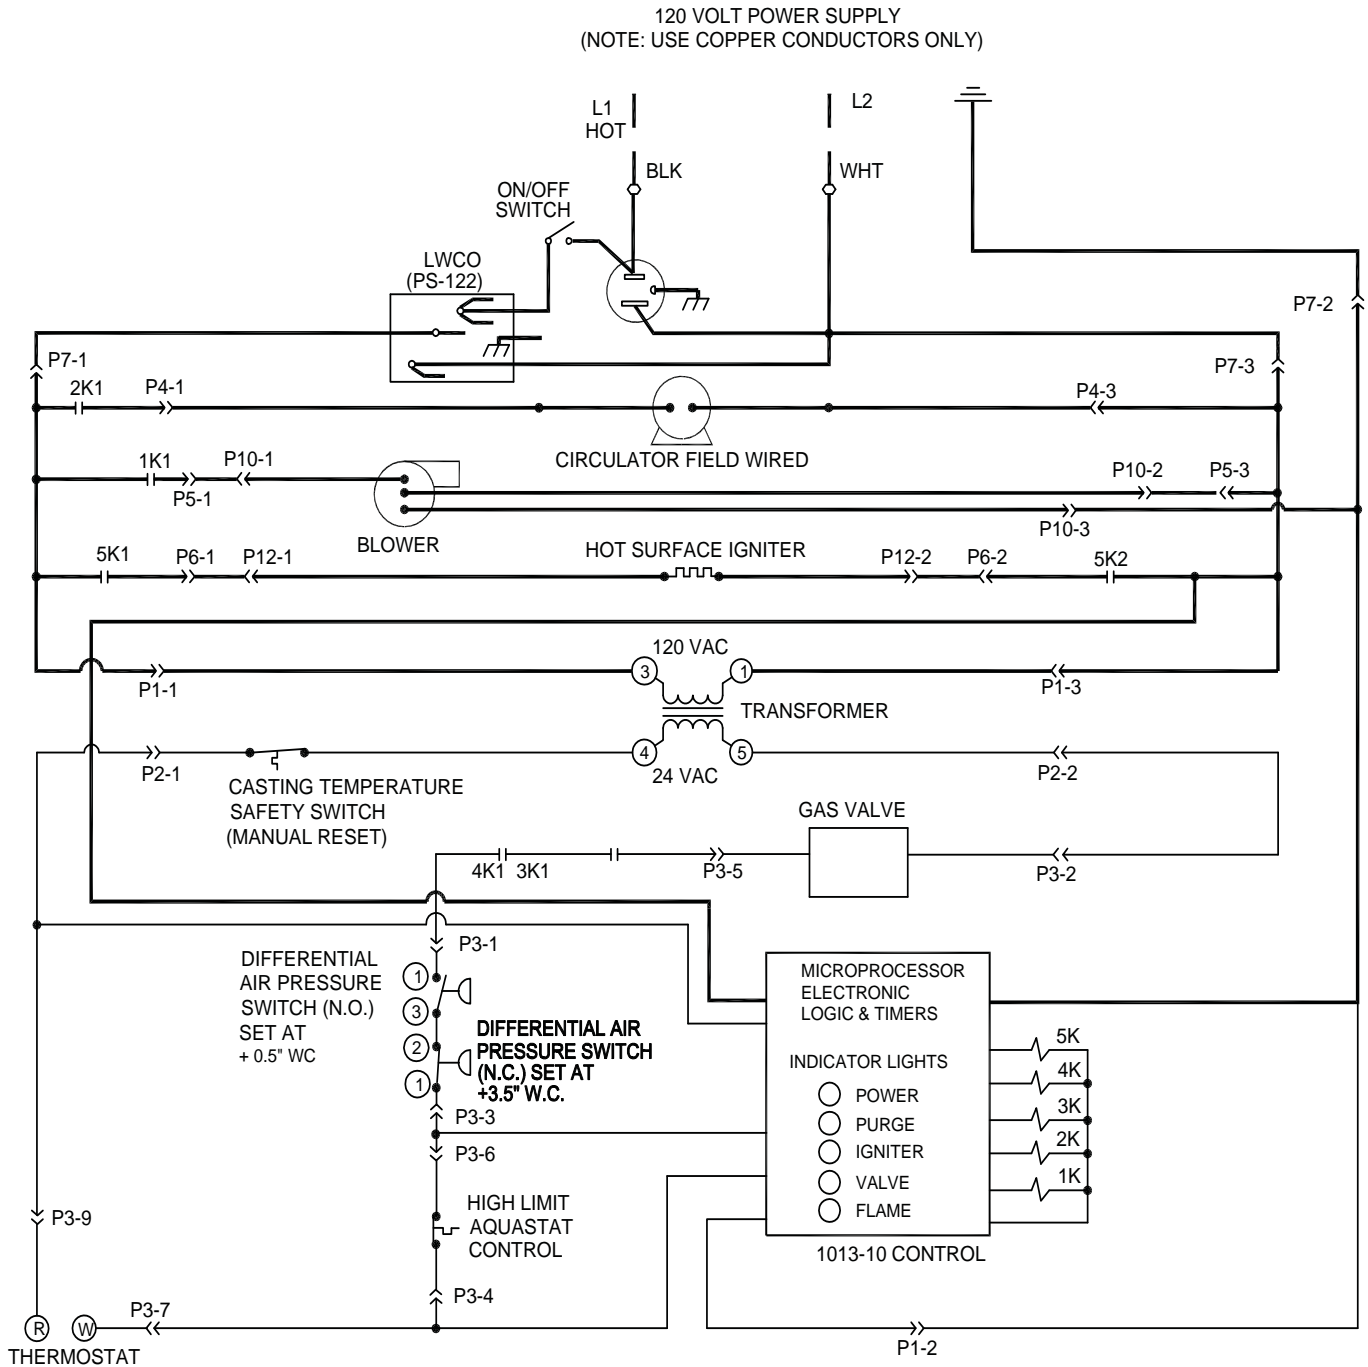 120 VOLT POWER SUPPLY
(NOTE: USE COPPER CONDUCTORS ONLY)
L1
HOT
L2
BLK
WHT
ON/OFF
SWITCH
LWCO
(PS-122)
P7-2
P7-1
P7-3
2K1
P4-1
P4-3
CIRCULATOR FIELD WIRED
1K1
P10-1
P5-1
P10-2
P5-3
P10-3
BLOWER
5K1
P6-1
P12-1
HOT SURFACE IGNITER
P12-2
P6-2
5K2
120 VAC
3
1
P1-1
P1-3
TRANSFORMER
4
5
24 VAC
P2-1
P2-2
CASTING TEMPERATURE
SAFETY SWITCH
(MANUAL RESET)
GAS VALVE
4K1
3K1
P3-5
P3-2
P3-1
DIFFERENTIAL
AIR PRESSURE
SWITCH (N.O.)
SET AT
+ 0.5" WC
1
3
2
1
DIFFERENTIAL AIR
PRESSURE SWITCH
(N.C.) SET AT
+3.5" W.C.
P3-3
P3-6
MICROPROCESSOR
ELECTRONIC
LOGIC & TIMERS
INDICATOR LIGHTS
POWER
PURGE
IGNITER
VALVE
FLAME
5K
4K
3K
2K
1K
1013-10 CONTROL
HIGH LIMIT
AQUASTAT
CONTROL
P3-9
P3-4
P3-7
R
W
THERMOSTAT
P1-2